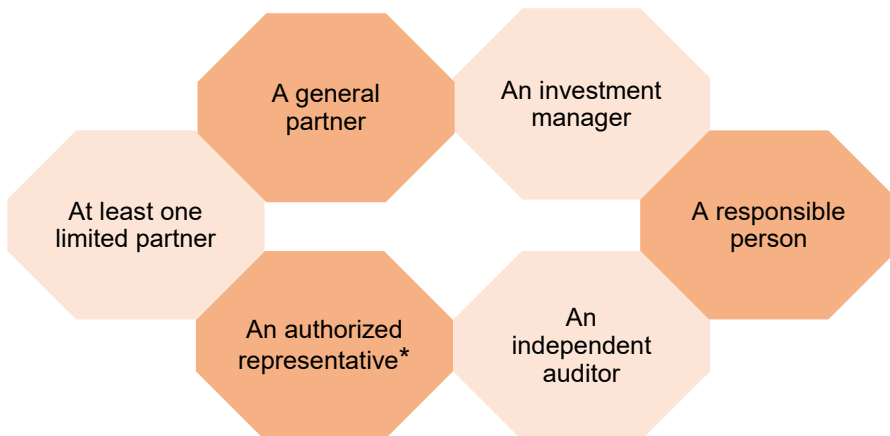 A general
partner
An investment
manager
At least one
limited partner
A responsible
person
An authorized
representative*
An
independent
auditor